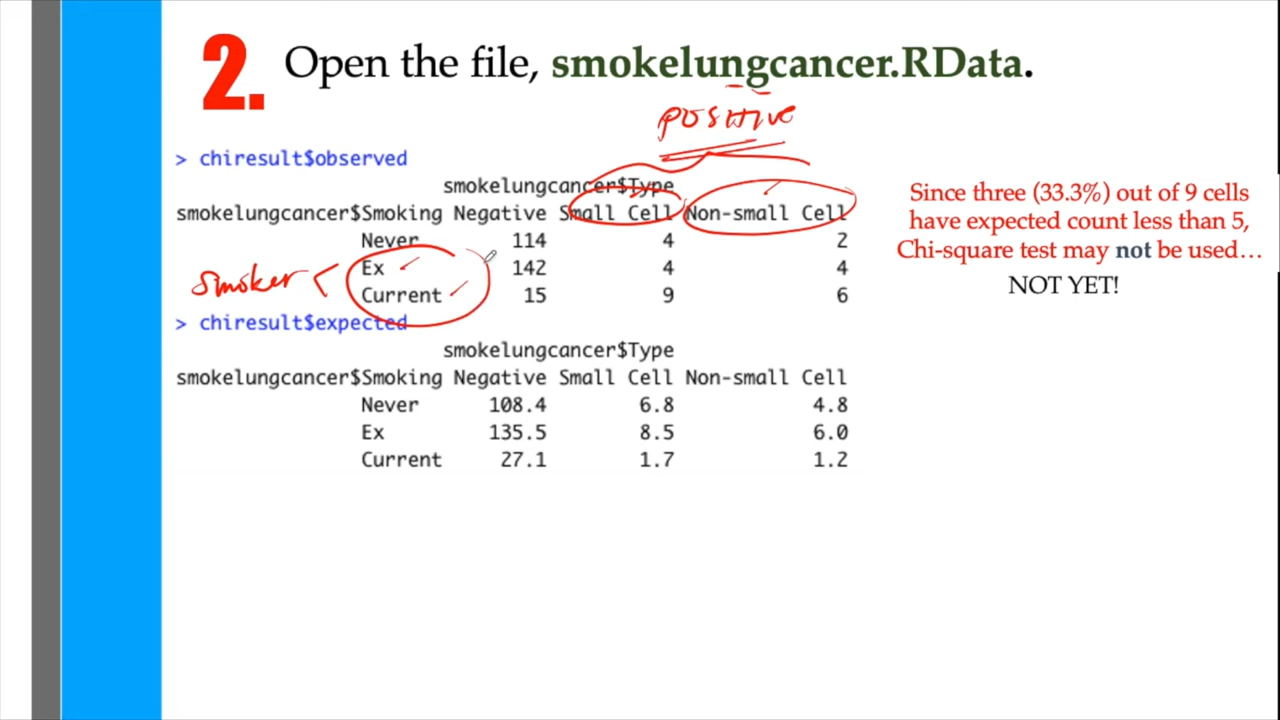 2. Open the file, smokelungcancer.RData.
positive
> chiresult$observed
smokelungcancer$Type
smokelungcancer$Smoking Negative Small Cell Non-small Cell
Never 114 4 2
Ex 142 4 4
Current 15 9 6
smoker
> chiresult$expected
smokelungcancer$Type
smokelungcancer$Smoking Negative Small Cell Non-small Cell
Never 108.4 6.8 4.8
Ex 135.5 8.5 6.0
Current 27.1 1.7 1.2
Since three (33.3%) out of 9 cells
have expected count less than 5,
Chi-square test may not be used…
NOT YET!